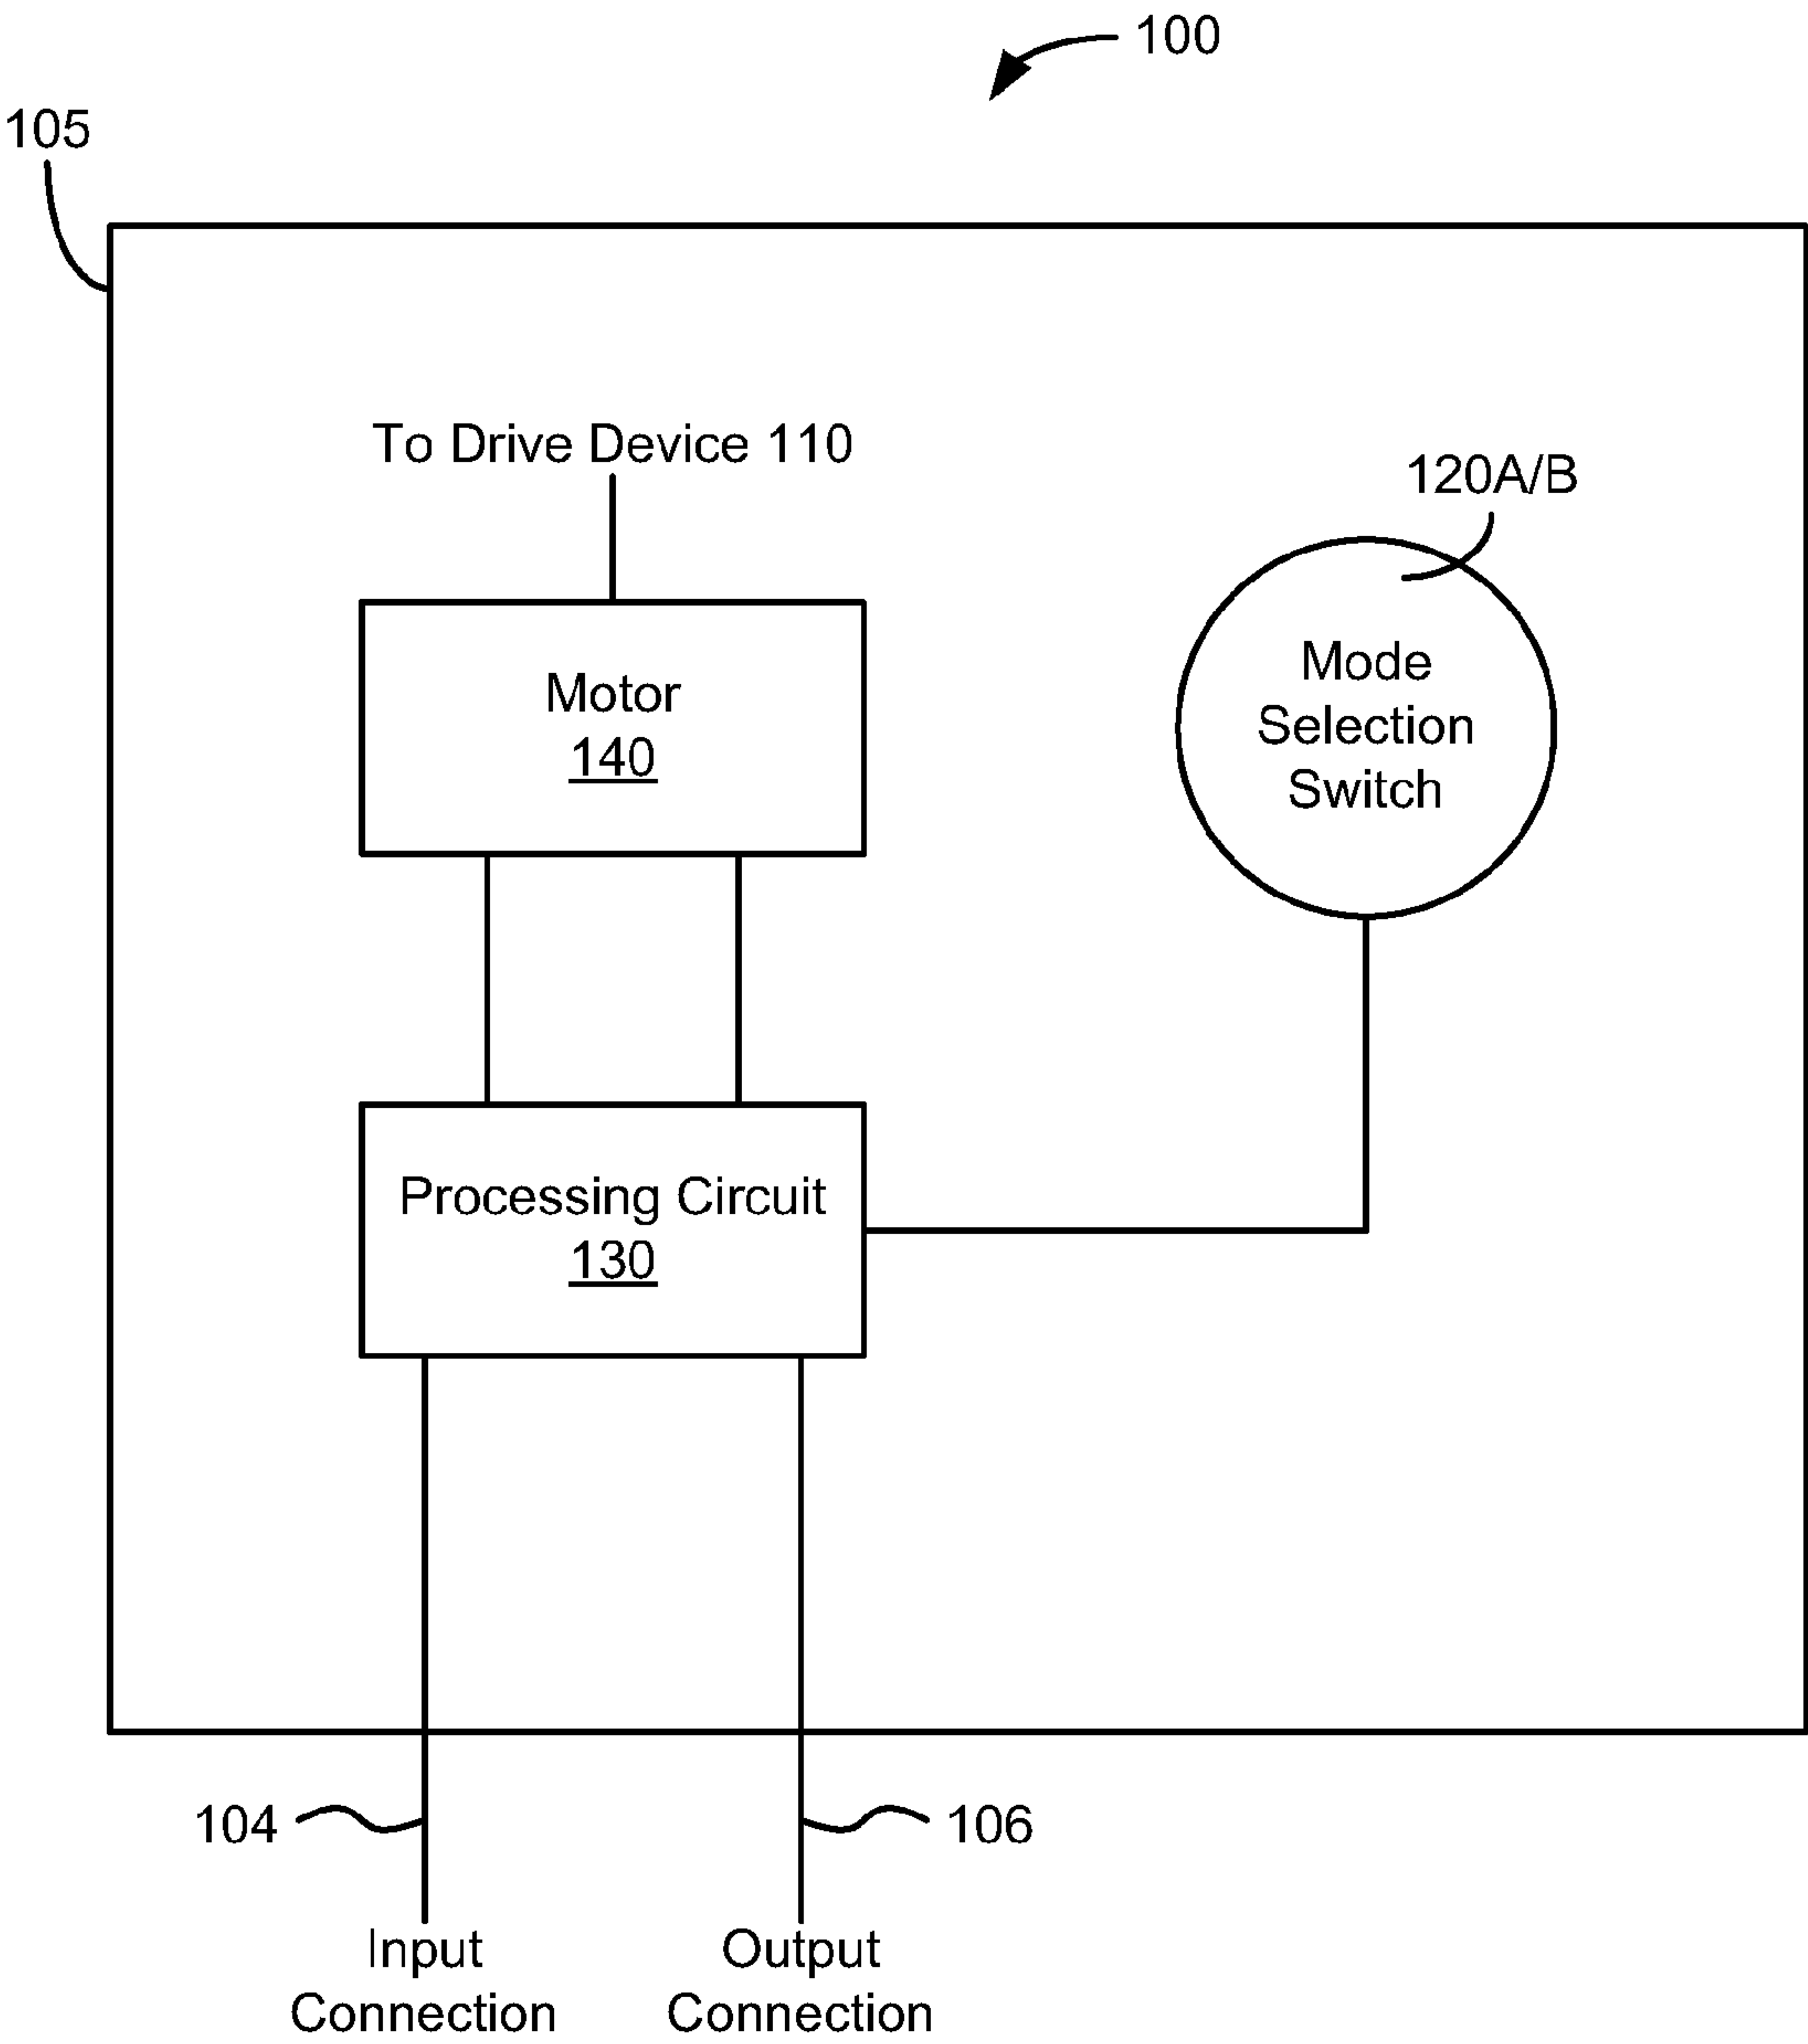 100
105
To Drive Device 110
120A/B
Motor
140
Mode
Selection
Switch
Processing Circuit
130
104
106
Input
Connection
Output
Connection